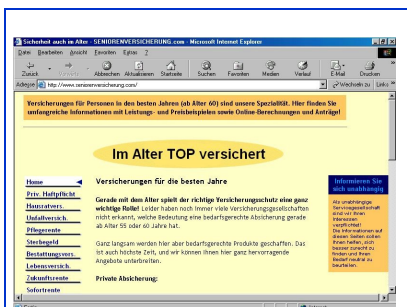 Sicherheit auch im Alter - SENIORENVERSICHERUNG.com - Microsoft Internet Explorer
Datei Bearbeiten Ansicht Favoriten Extras ?
Zurück Vorwärts Abbrechen Aktualisieren Startseite Suchen Favoriten Medien Verlauf E-Mail Drucken
Adresse http://www.seniorenversicherung.com/ Wechseln zu Links »
Versicherungen für Personen in den besten Jahren (ab Alter 60) sind unsere Spezialität. Hier finden Sie
umfangreiche Informationen mit Leistungs- und Preisbeispielen sowie Online-Berechnungen und Anträge!
Im Alter TOP versichert
Home
Priv. Haftpflicht
Hausratvers.
Unfallversich.
Pflegerente
Sterbegeld
Bestattungsvors.
Lebensversich.
Zukunftsrente
Sofortrente
Versicherungen für die besten Jahre
Gerade mit dem Alter spielt der richtige Versicherungsschutz eine ganz
wichtige Rolle! Leider haben noch immer viele Versicherungsgesellschaften
nicht erkannt, welche Bedeutung eine bedarfsgerechte Absicherung gerade
ab Alter 55 oder 60 Jahre hat.
Ganz langsam werden hier aber bedarfsgerechte Produkte geschaffen. Das
ist auch höchste Zeit, und wir können Ihnen hier ganz hervorragende
Angebote unterbreiten.
Private Absicherung:
Informieren Sie
sich unabhängig
Als unabhängige
Servicegesellschaft
sind wir Ihren
Interessen
verpflichtet!
Die Informationen auf
diesen Seiten sollen
Ihnen helfen, sich
besser zurecht zu
finden und Ihren
Bedarf neutral zu
beurteilen.
Internet